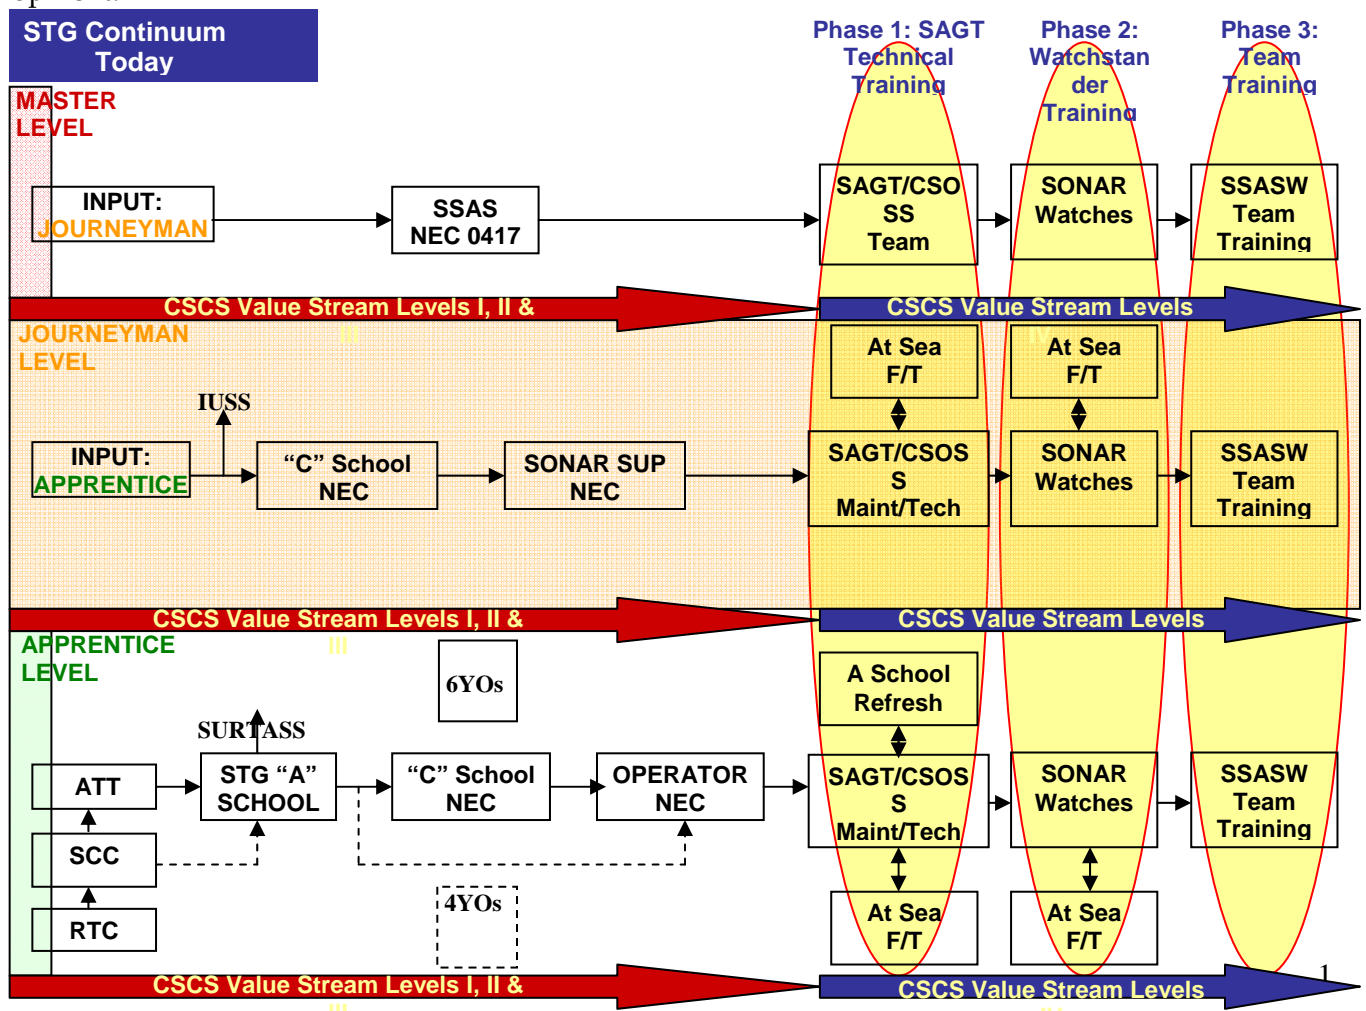 STG Continuum
Today
Phase 1: SAGT
Technical
Training
Phase 2:
Watchstan
der
Training
Phase 3:
Team
Training
MASTER
LEVEL
INPUT:
JOURNEYMAN
SSAS
NEC 0417
SAGT/CSO
SS
Team
SONAR
Watches
SSASW
Team
Training
CSCS Value Stream Levels I, II &
III
CSCS Value Stream Levels
IV
JOURNEYMAN
LEVEL
At Sea
F/T
At Sea
F/T
IUSS
INPUT:
APPRENTICE
“C” School
NEC
SONAR SUP
NEC
SAGT/CSOS
S
Maint/Tech
SONAR
Watches
SSASW
Team
Training
CSCS Value Stream Levels I, II &
III
CSCS Value Stream Levels
APPRENTICE
LEVEL
6YOs
A School
Refresh
SURTASS
ATT
STG “A”
SCHOOL
“C” School
NEC
OPERATOR
NEC
SAGT/CSOS
S
Maint/Tech
SONAR
Watches
SSASW
Team
Training
SCC
RTC
4YOs
At Sea
F/T
At Sea
F/T
1
CSCS Value Stream Levels I, II &
III
CSCS Value Stream Levels